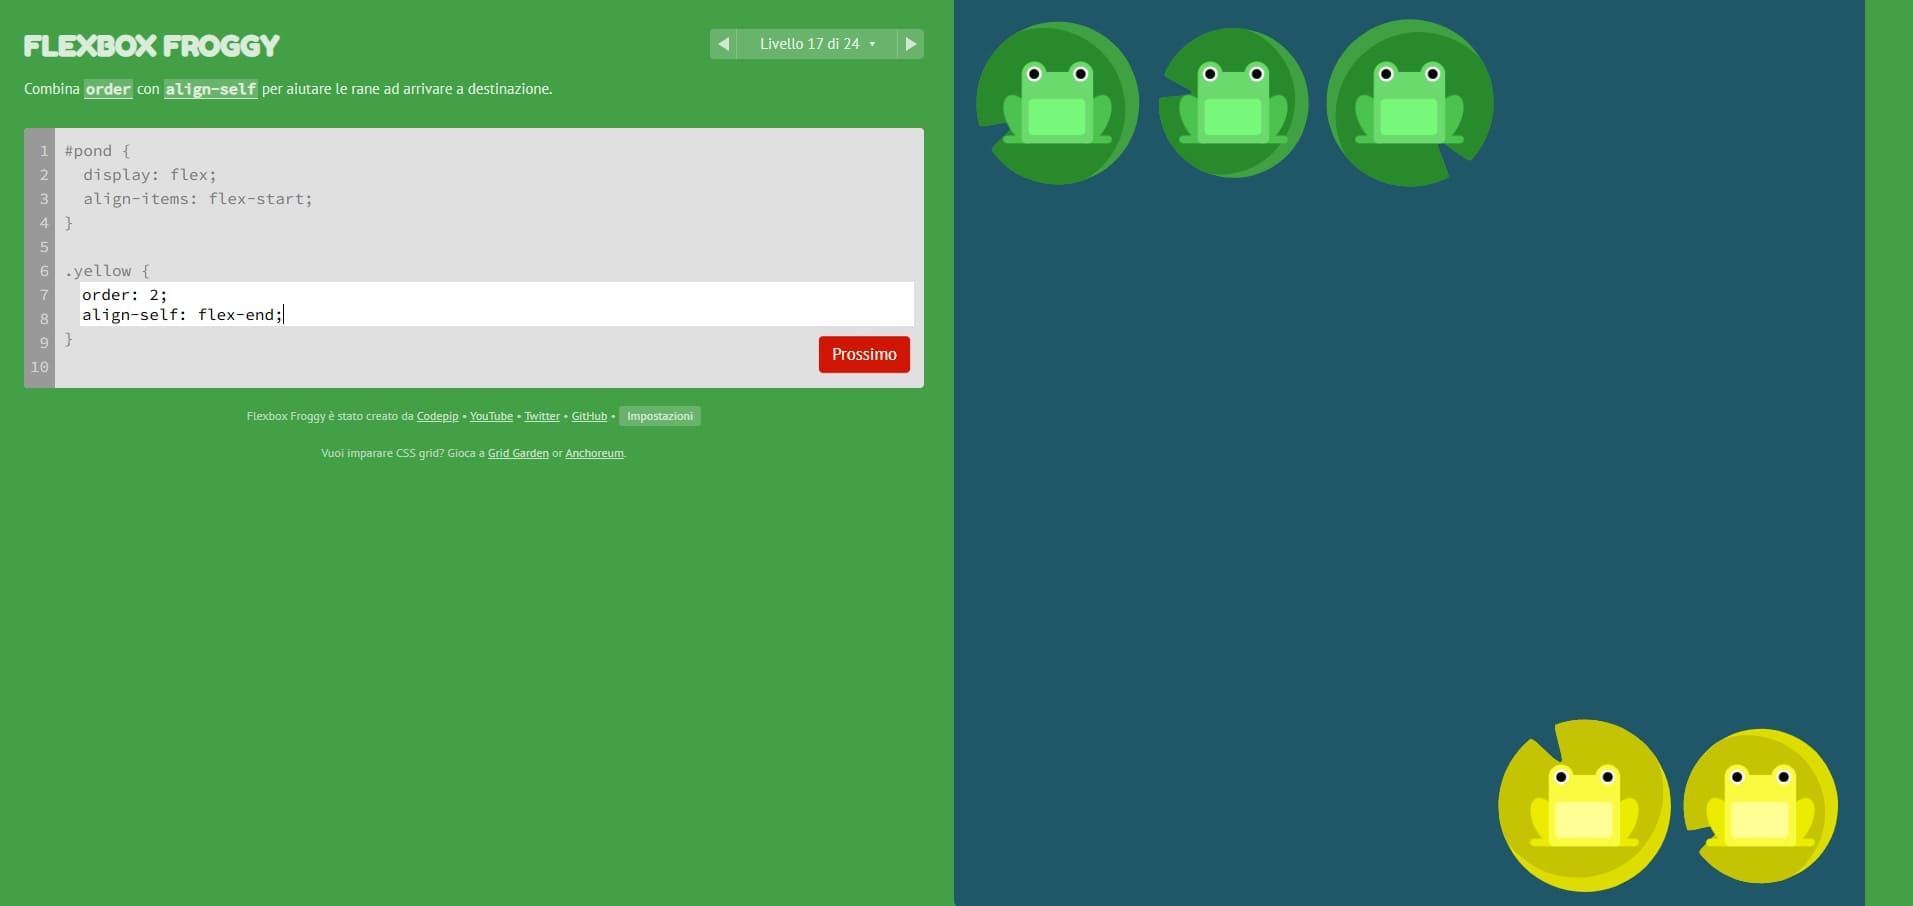 FLEXBOX FROGGY
◀ Livello 17 di 24 ▾ ▶
Combina order con align-self per aiutare le rane ad arrivare a destinazione.
1 #pond {
2   display: flex;
3   align-items: flex-start;
4 }
5
6 .yellow {
7   order: 2;
8   align-self: flex-end;
9 }
10
Prossimo
Flexbox Froggy è stato creato da Codepip • YouTube • Twitter • GitHub • Impostazioni
Vuoi imparare CSS grid? Gioca a Grid Garden or Anchoreum.